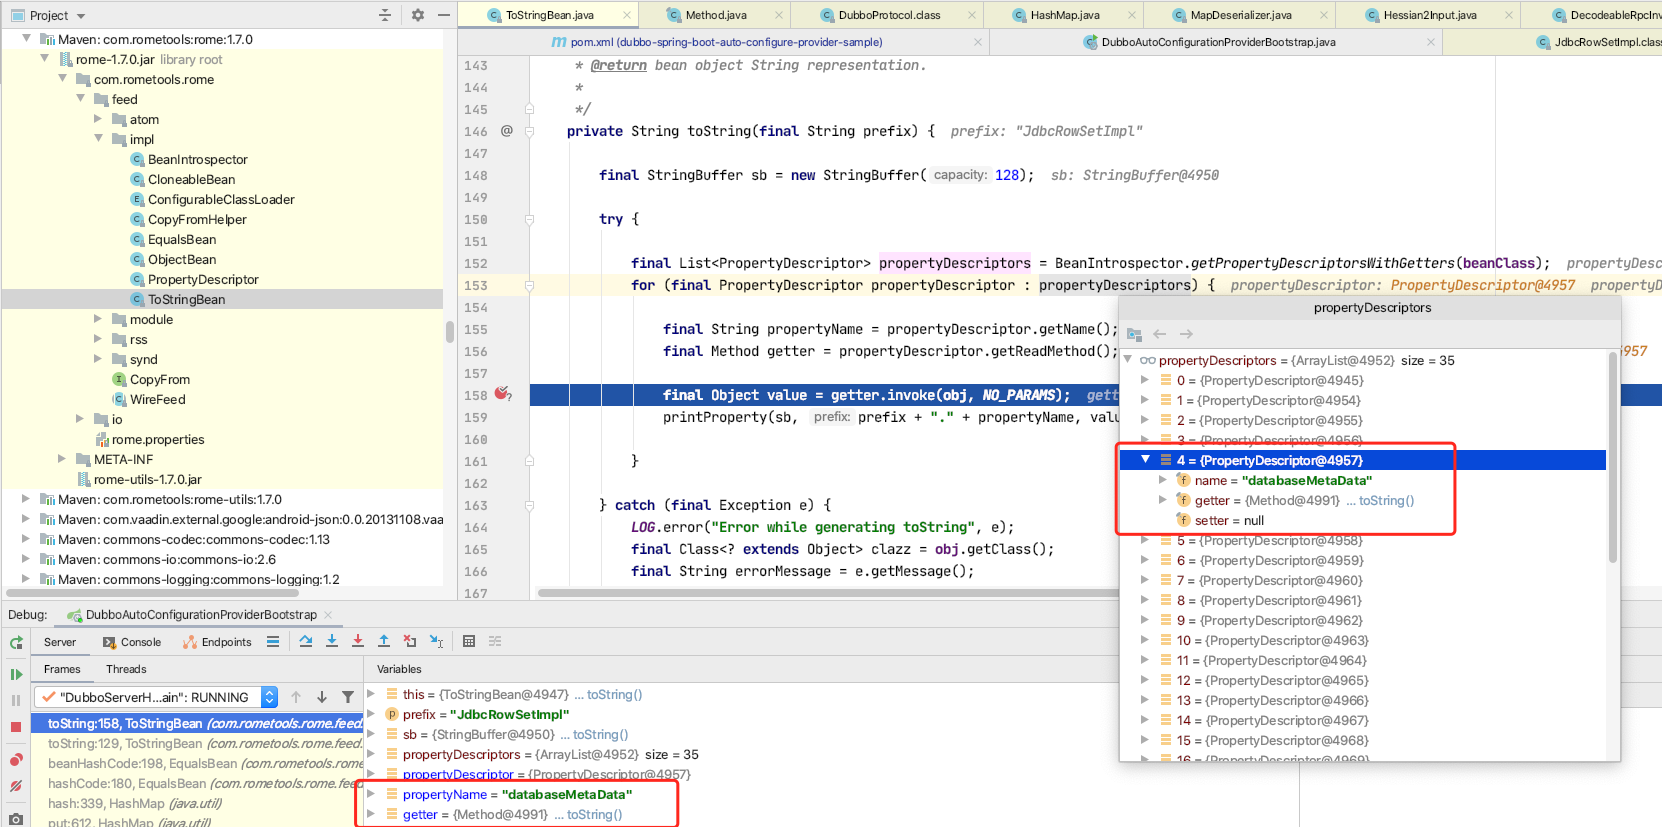 Project
ToStringBean.java
Method.java
DubboProtocol.class
HashMap.java
MapDeserializer.java
Hessian2Input.java
DecodeableRpcInv
pom.xml (dubbo-spring-boot-auto-configure-provider-sample)
DubboAutoConfigurationProviderBootstrap.java
JdbcRowSetImpl.clas
Maven: com.rometools:rome:1.7.0
rome-1.7.0.jar library root
com.rometools.rome
feed
atom
impl
BeanIntrospector
CloneableBean
ConfigurableClassLoader
CopyFromHelper
EqualsBean
ObjectBean
PropertyDescriptor
ToStringBean
module
rss
synd
CopyFrom
WireFeed
io
rome.properties
META-INF
rome-utils-1.7.0.jar
Maven: com.rometools:rome-utils:1.7.0
Maven: com.vaadin.external.google:android-json:0.0.20131108.vaa
Maven: commons-codec:commons-codec:1.13
Maven: commons-io:commons-io:2.6
Maven: commons-logging:commons-logging:1.2
143 * @return bean object String representation.
144 *
145 */
146 @ private String toString(final String prefix) { prefix: "JdbcRowSetImpl"
147
148 final StringBuffer sb = new StringBuffer( capacity: 128); sb: StringBuffer@4950
149
150 try {
151
152 final List<PropertyDescriptor> propertyDescriptors = BeanIntrospector.getPropertyDescriptorsWithGetters(beanClass); propertyDesc
153 for (final PropertyDescriptor propertyDescriptor : propertyDescriptors) { propertyDescriptor: PropertyDescriptor@4957 propertyD
154
155 final String propertyName = propertyDescriptor.getName();
156 final Method getter = propertyDescriptor.getReadMethod(); 4957
157
158 final Object value = getter.invoke(obj, NO_PARAMS); gett
159 printProperty(sb, prefix: prefix + "." + propertyName, valu
160
161 }
162
163 } catch (final Exception e) {
164 LOG.error("Error while generating toString", e);
165 final Class<? extends Object> clazz = obj.getClass();
166 final String errorMessage = e.getMessage();
167
propertyDescriptors
propertyDescriptors = {ArrayList@4952} size = 35
0 = {PropertyDescriptor@4945}
1 = {PropertyDescriptor@4954}
2 = {PropertyDescriptor@4955}
3 = {PropertyDescriptor@4956}
4 = {PropertyDescriptor@4957}
name = "databaseMetaData"
getter = {Method@4991} ... toString()
setter = null
5 = {PropertyDescriptor@4958}
6 = {PropertyDescriptor@4959}
7 = {PropertyDescriptor@4960}
8 = {PropertyDescriptor@4961}
9 = {PropertyDescriptor@4962}
10 = {PropertyDescriptor@4963}
11 = {PropertyDescriptor@4964}
12 = {PropertyDescriptor@4965}
13 = {PropertyDescriptor@4966}
14 = {PropertyDescriptor@4967}
15 = {PropertyDescriptor@4968}
16 = {PropertyDescriptor@4969}
Debug: DubboAutoConfigurationProviderBootstrap
Server
Console
Endpoints
Frames
Threads
Variables
"DubboServerH...ain": RUNNING
toString:158, ToStringBean (com.rometools.rome.feed.
toString:129, ToStringBean (com.rometools.rome.feed.
beanHashCode:198, EqualsBean (com.rometools.rome.fe
hashCode:180, EqualsBean (com.rometools.rome.feed.
hash:339, HashMap (java.util)
put:612, HashMap (java.util)
this = {ToStringBean@4947} ... toString()
prefix = "JdbcRowSetImpl"
sb = {StringBuffer@4950} ... toString()
propertyDescriptors = {ArrayList@4952} size = 35
propertyDescriptor = {PropertyDescriptor@4957}
propertyName = "databaseMetaData"
getter = {Method@4991} ... toString()